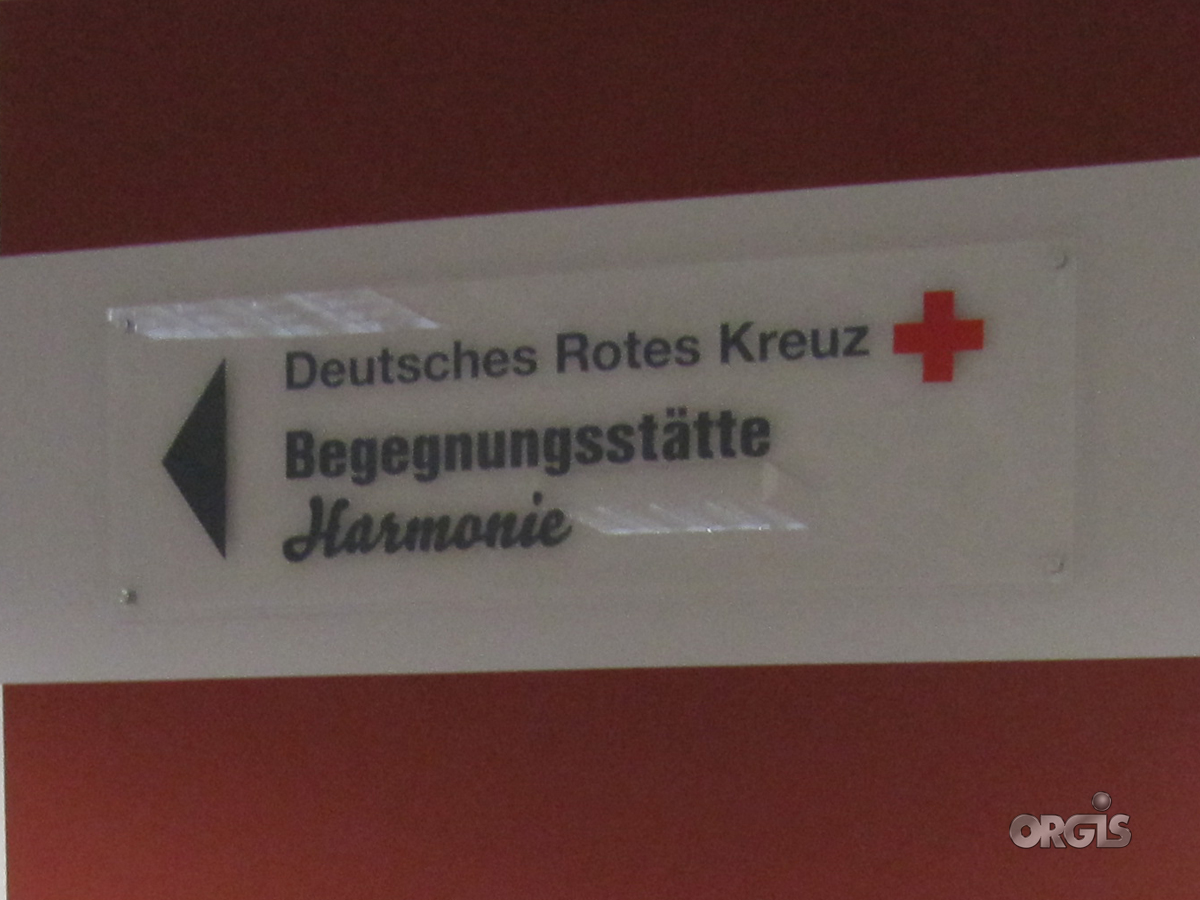 Deutsches Rotes Kreuz
Begegnungsstätte
Harmonie
ORGIS